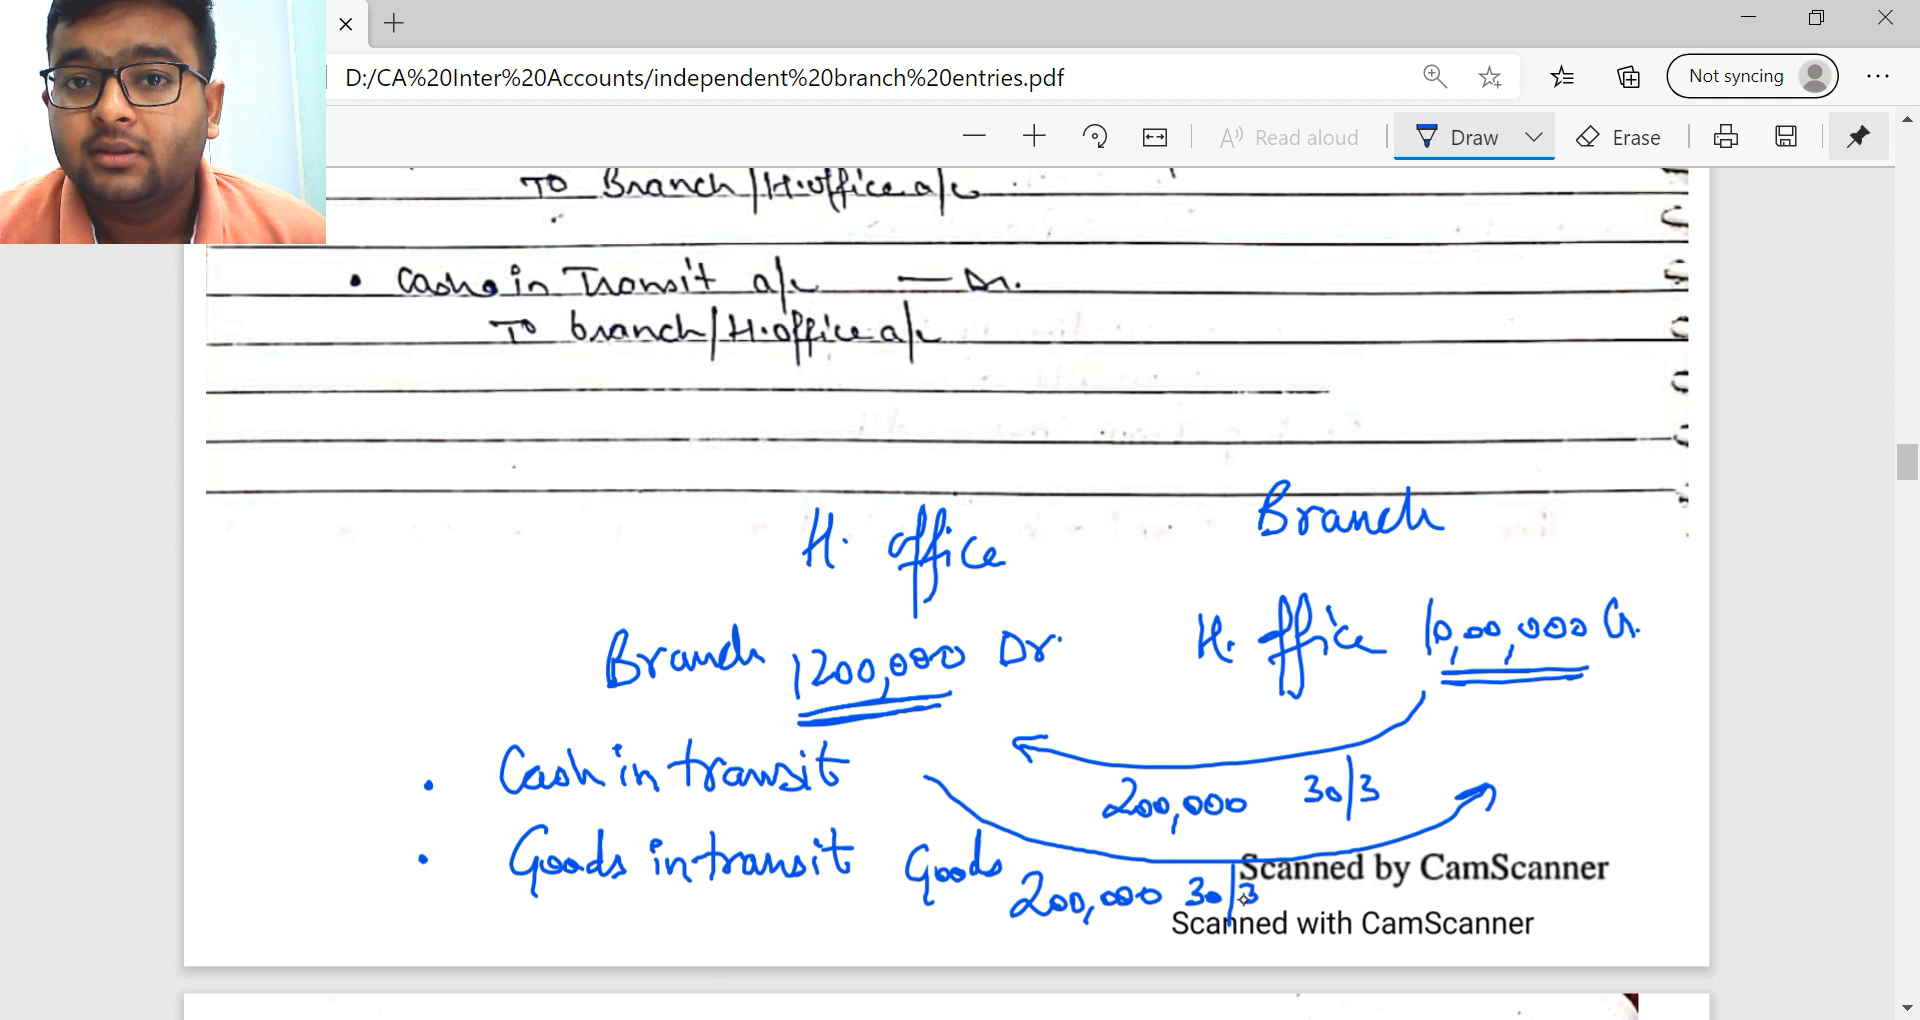 D:/CA%20Inter%20Accounts/independent%20branch%20entries.pdf
Not syncing
Read aloud
Draw
Erase
To Branch/H.office a/c
• Cash in Transit a/c — Dr.
To branch/H.office a/c
H. office
Branch
Branch 1200,000 Dr.
H. office 10,00,000 Cr.
• Cash in transit
200,000 30/3
• Goods in transit Goods
200,000 30/3
Scanned by CamScanner
Scanned with CamScanner